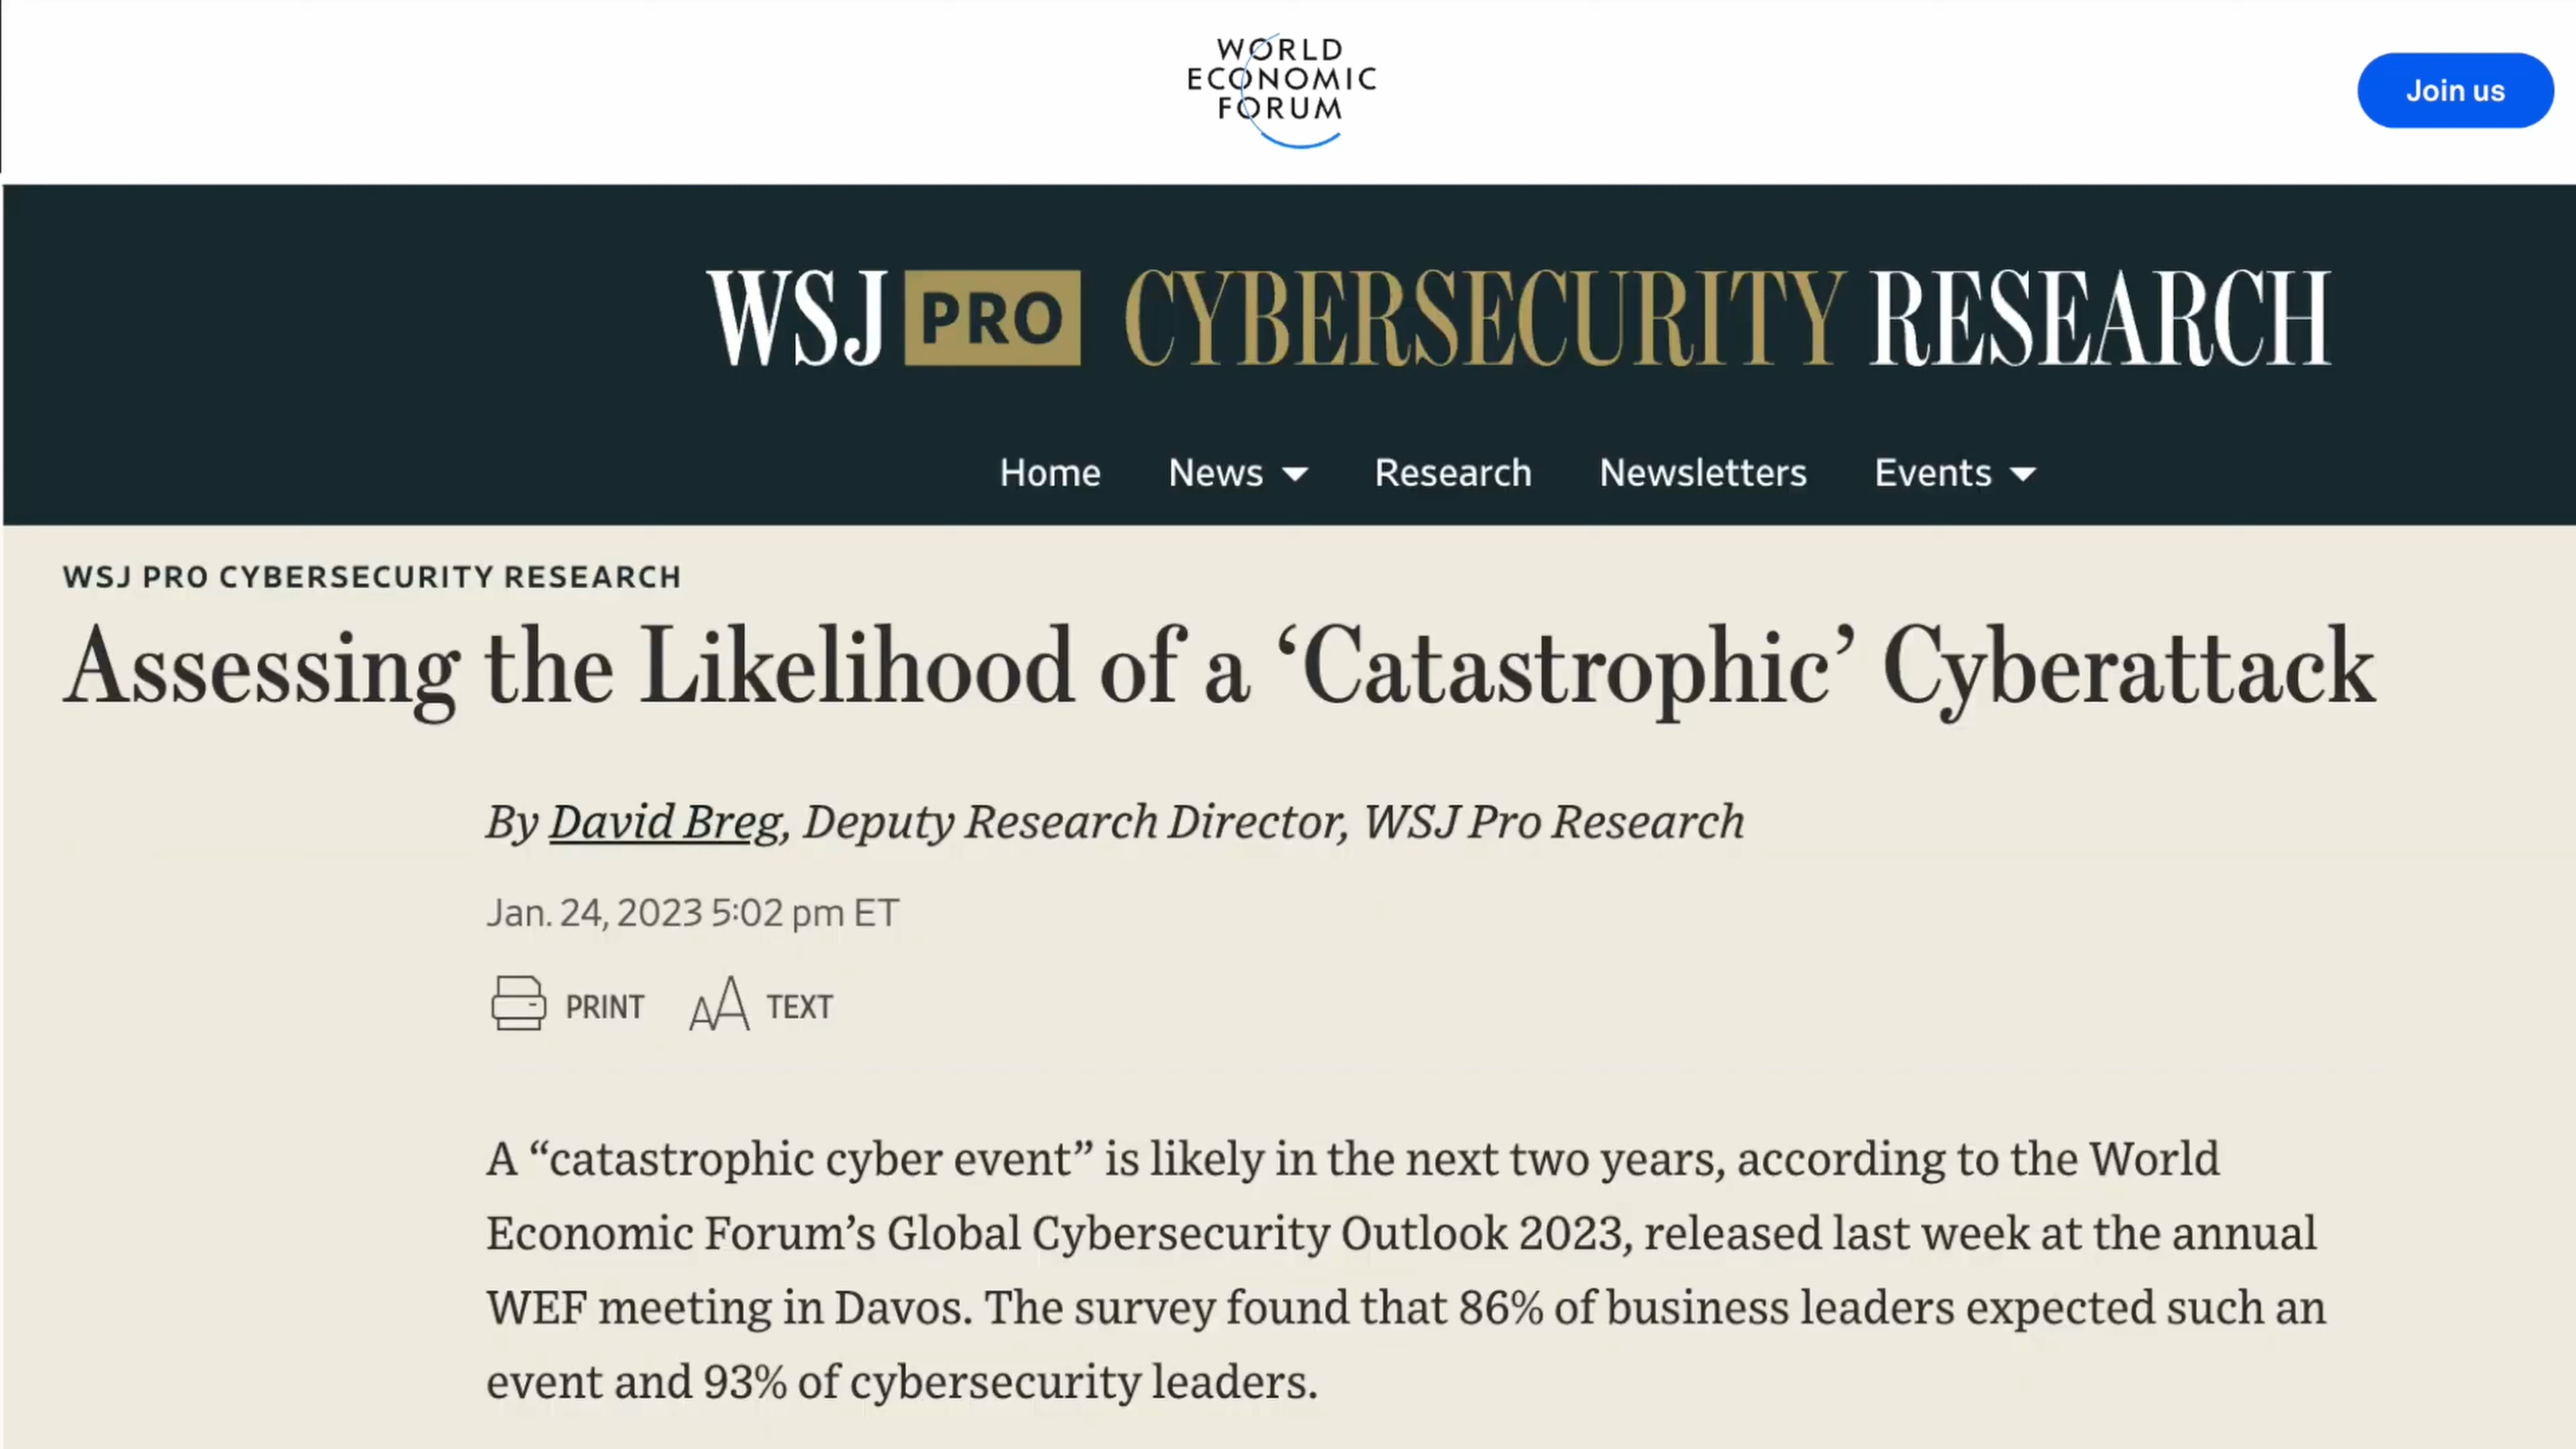 WORLD
ECONOMIC
FORUM
Join us
WSJ PRO CYBERSECURITY RESEARCH
Home News Research Newsletters Events
WSJ PRO CYBERSECURITY RESEARCH
Assessing the Likelihood of a ‘Catastrophic’ Cyberattack
By David Breg, Deputy Research Director, WSJ Pro Research
Jan. 24, 2023 5:02 pm ET
PRINT AA TEXT
A “catastrophic cyber event” is likely in the next two years, according to the World
Economic Forum’s Global Cybersecurity Outlook 2023, released last week at the annual
WEF meeting in Davos. The survey found that 86% of business leaders expected such an
event and 93% of cybersecurity leaders.